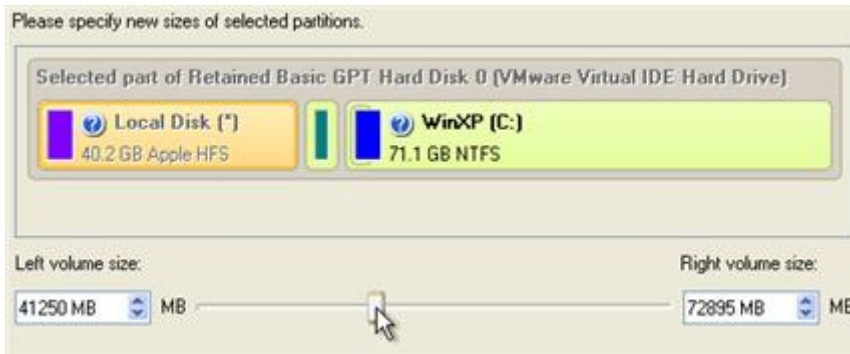 Please specify new sizes of selected partitions.
Selected part of Retained Basic GPT Hard Disk 0 (VMware Virtual IDE Hard Drive)
Local Disk (*)
40.2 GB Apple HFS
WinXP (C:)
71.1 GB NTFS
Left volume size:
Right volume size:
41250 MB MB
72895 MB